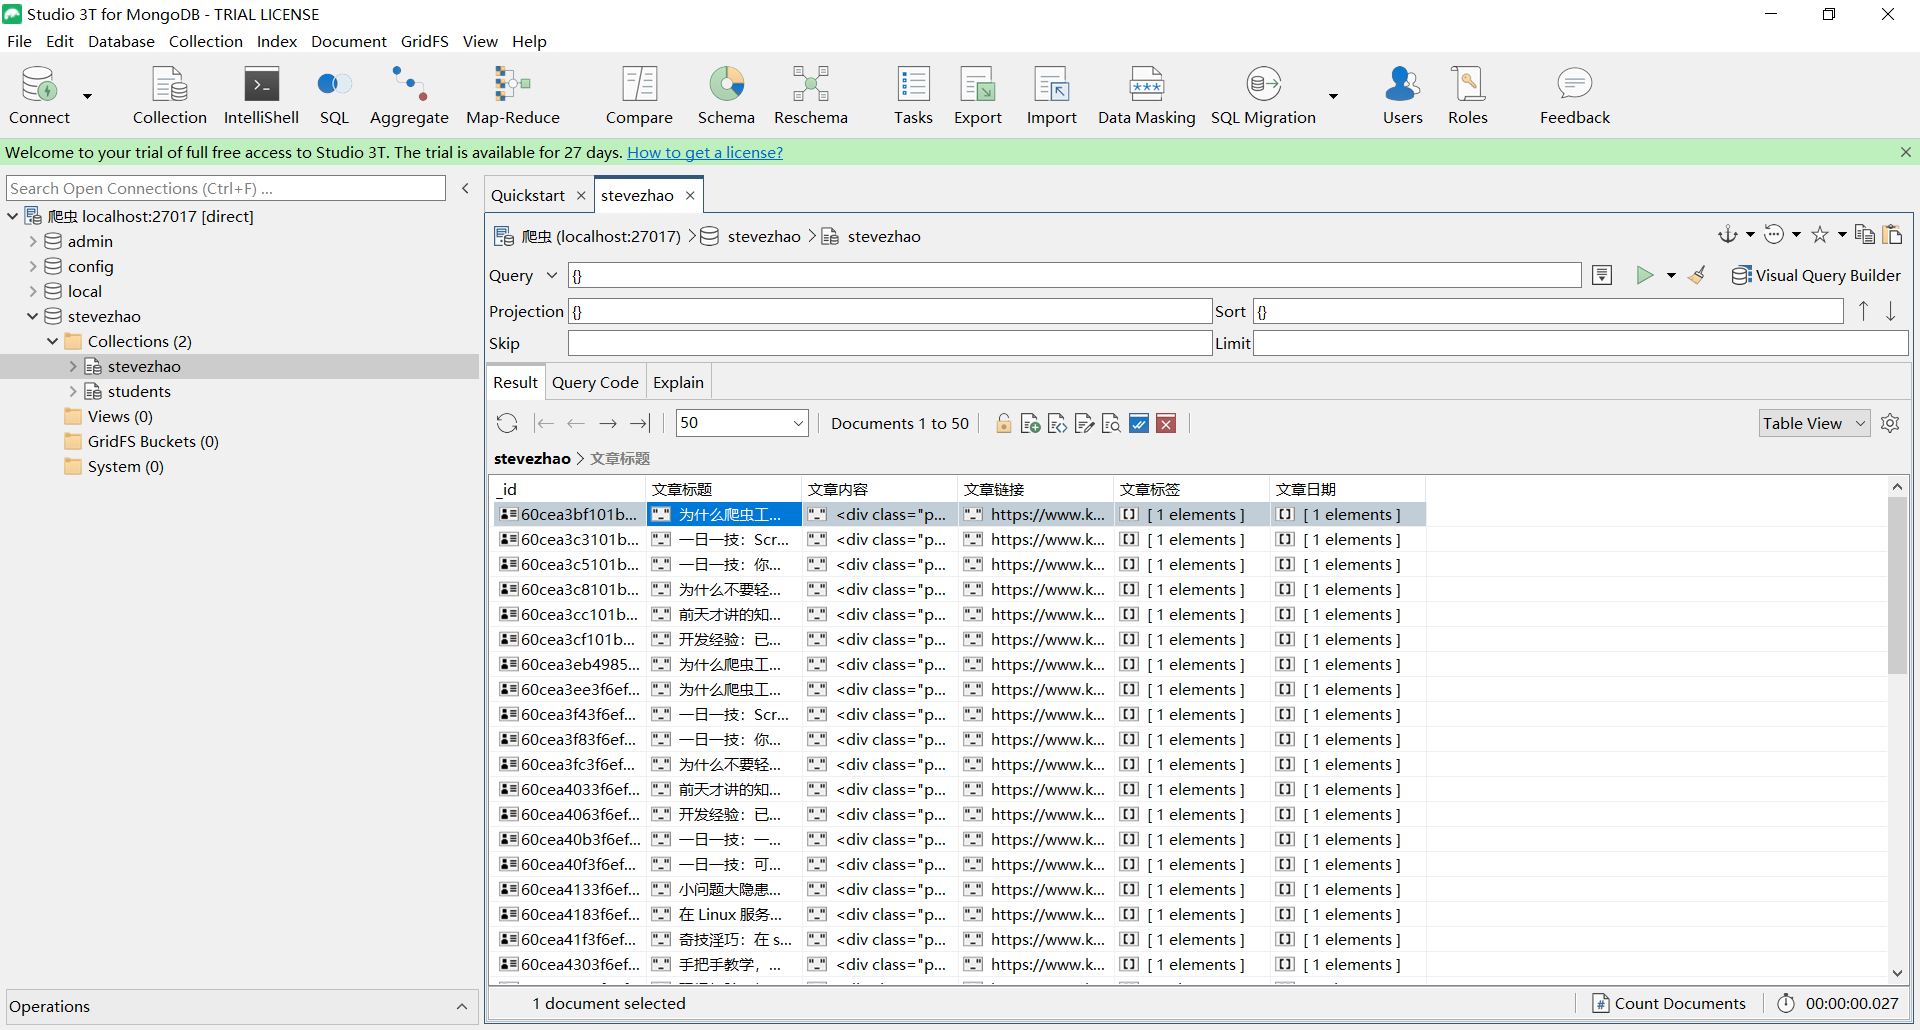 Studio 3T for MongoDB - TRIAL LICENSE
File Edit Database Collection Index Document GridFS View Help
Connect Collection IntelliShell SQL Aggregate Map-Reduce Compare Schema Reschema Tasks Export Import Data Masking SQL Migration Users Roles Feedback
Welcome to your trial of full free access to Studio 3T. The trial is available for 27 days. How to get a license?
Search Open Connections (Ctrl+F) ...
爬虫 localhost:27017 [direct]
admin
config
local
stevezhao
Collections (2)
stevezhao
students
Views (0)
GridFS Buckets (0)
System (0)
Operations
Quickstart stevezhao
爬虫 (localhost:27017) stevezhao stevezhao
Query {} Visual Query Builder
Projection {} Sort {}
Skip Limit
Result Query Code Explain
50 Documents 1 to 50 Table View
stevezhao 文章标题
_id 文章标题 文章内容 文章链接 文章标签 文章日期
60cea3bf101b... 为什么爬虫工... <div class="p... https://www.k... [ 1 elements ] [ 1 elements ]
60cea3c3101b... 一日一技：Scr... <div class="p... https://www.k... [ 1 elements ] [ 1 elements ]
60cea3c5101b... 一日一技：你... <div class="p... https://www.k... [ 1 elements ] [ 1 elements ]
60cea3c8101b... 为什么不要轻... <div class="p... https://www.k... [ 1 elements ] [ 1 elements ]
60cea3cc101b... 前天才讲的知... <div class="p... https://www.k... [ 1 elements ] [ 1 elements ]
60cea3cf101b... 开发经验：已... <div class="p... https://www.k... [ 1 elements ] [ 1 elements ]
60cea3eb4985... 为什么爬虫工... <div class="p... https://www.k... [ 1 elements ] [ 1 elements ]
60cea3ee3f6ef... 为什么爬虫工... <div class="p... https://www.k... [ 1 elements ] [ 1 elements ]
60cea3f43f6ef... 一日一技：Scr... <div class="p... https://www.k... [ 1 elements ] [ 1 elements ]
60cea3f83f6ef... 一日一技：你... <div class="p... https://www.k... [ 1 elements ] [ 1 elements ]
60cea3fc3f6ef... 为什么不要轻... <div class="p... https://www.k... [ 1 elements ] [ 1 elements ]
60cea4033f6ef... 前天才讲的知... <div class="p... https://www.k... [ 1 elements ] [ 1 elements ]
60cea4063f6ef... 开发经验：已... <div class="p... https://www.k... [ 1 elements ] [ 1 elements ]
60cea40b3f6ef... 一日一技：一... <div class="p... https://www.k... [ 1 elements ] [ 1 elements ]
60cea40f3f6ef... 一日一技：可... <div class="p... https://www.k... [ 1 elements ] [ 1 elements ]
60cea4133f6ef... 小问题大隐患... <div class="p... https://www.k... [ 1 elements ] [ 1 elements ]
60cea4183f6ef... 在 Linux 服务... <div class="p... https://www.k... [ 1 elements ] [ 1 elements ]
60cea41f3f6ef... 奇技淫巧：在 s... <div class="p... https://www.k... [ 1 elements ] [ 1 elements ]
60cea4303f6ef... 手把手教学，... <div class="p... https://www.k... [ 1 elements ] [ 1 elements ]
1 document selected Count Documents 00:00:00.027